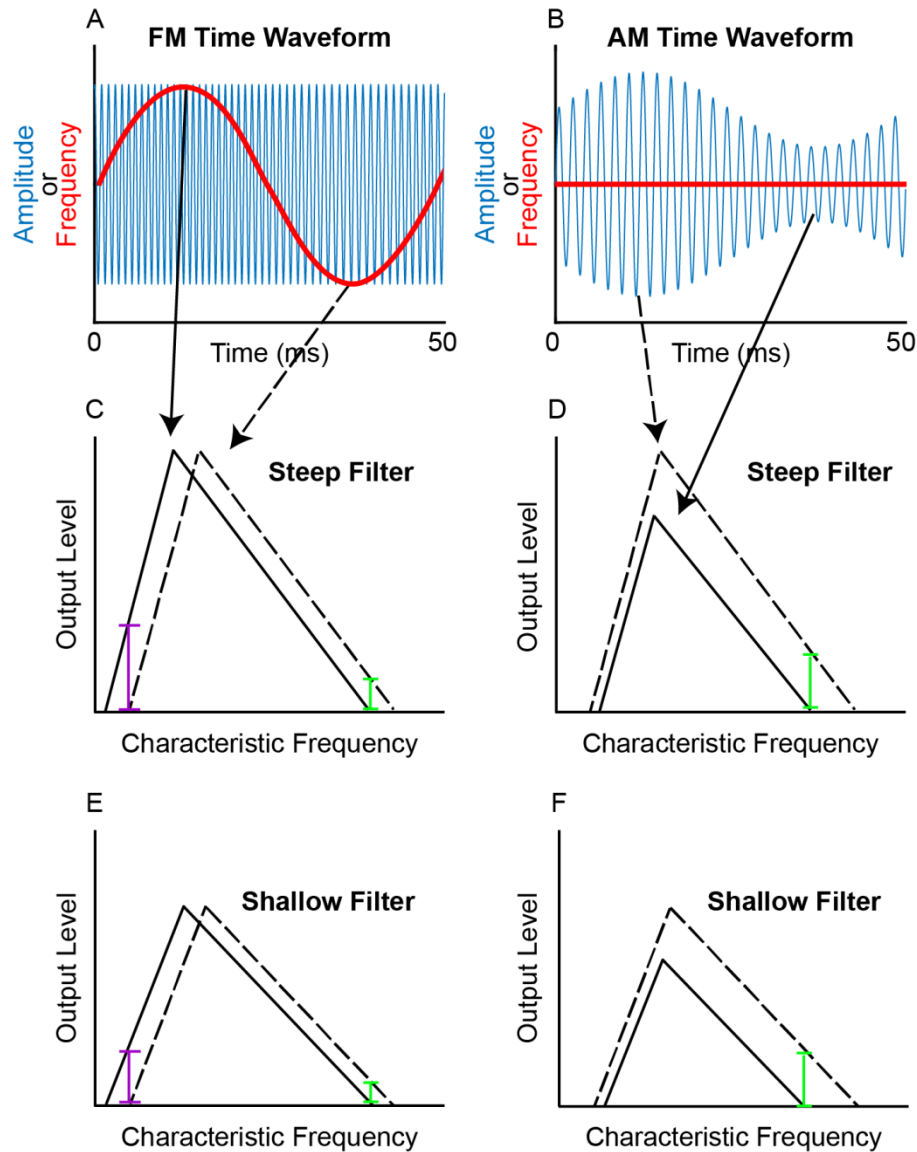 A
FM Time Waveform
Amplitude
or
Frequency
0
Time (ms)
50
B
AM Time Waveform
Amplitude
or
Frequency
0
Time (ms)
50
C
Steep Filter
Output Level
Characteristic Frequency
D
Steep Filter
Output Level
Characteristic Frequency
E
Shallow Filter
Output Level
Characteristic Frequency
F
Shallow Filter
Output Level
Characteristic Frequency